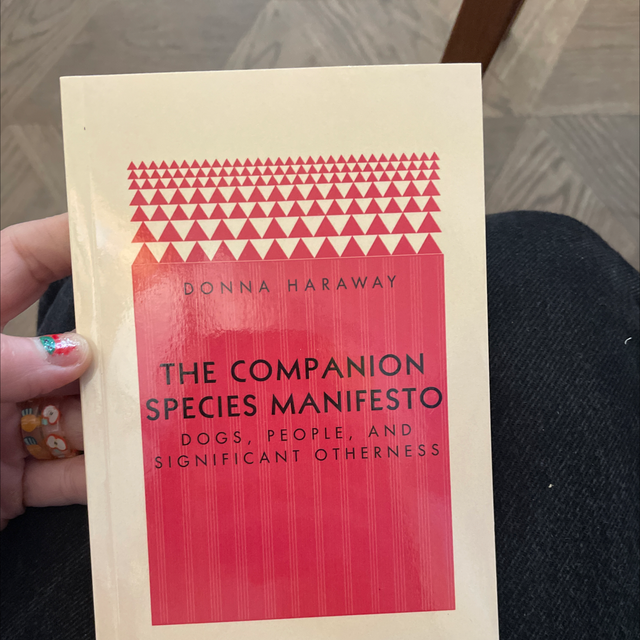 DONNA HARAWAY
THE COMPANION
SPECIES MANIFESTO
DOGS, PEOPLE, AND
SIGNIFICANT OTHERNESS